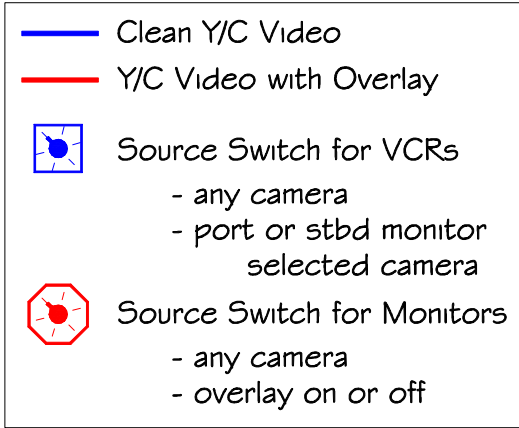 Clean Y/C Video
Y/C Video with Overlay
Source Switch for VCRs
- any camera
- port or stbd monitor
selected camera
Source Switch for Monitors
- any camera
- overlay on or off